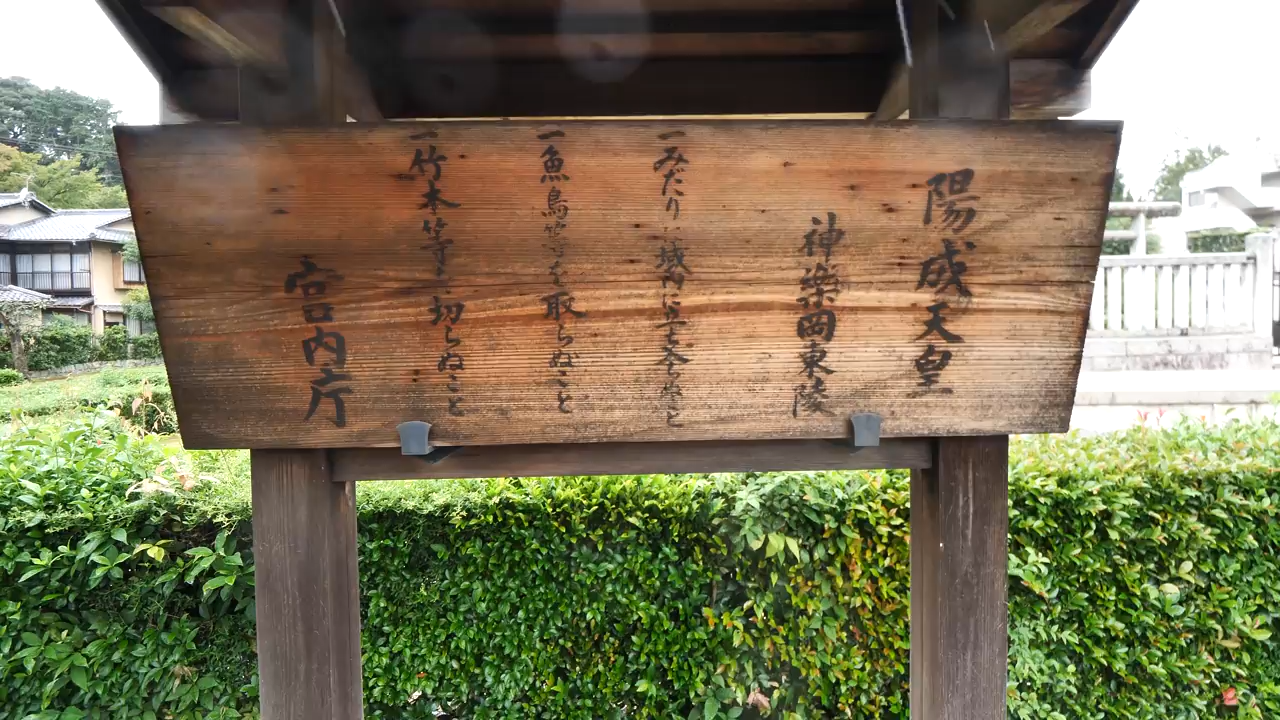 陽成天皇
神楽岡東陵
一みだりに域内に立ち入らぬこと
一魚鳥等を取らぬこと
一竹木等を切らぬこと
宮内庁